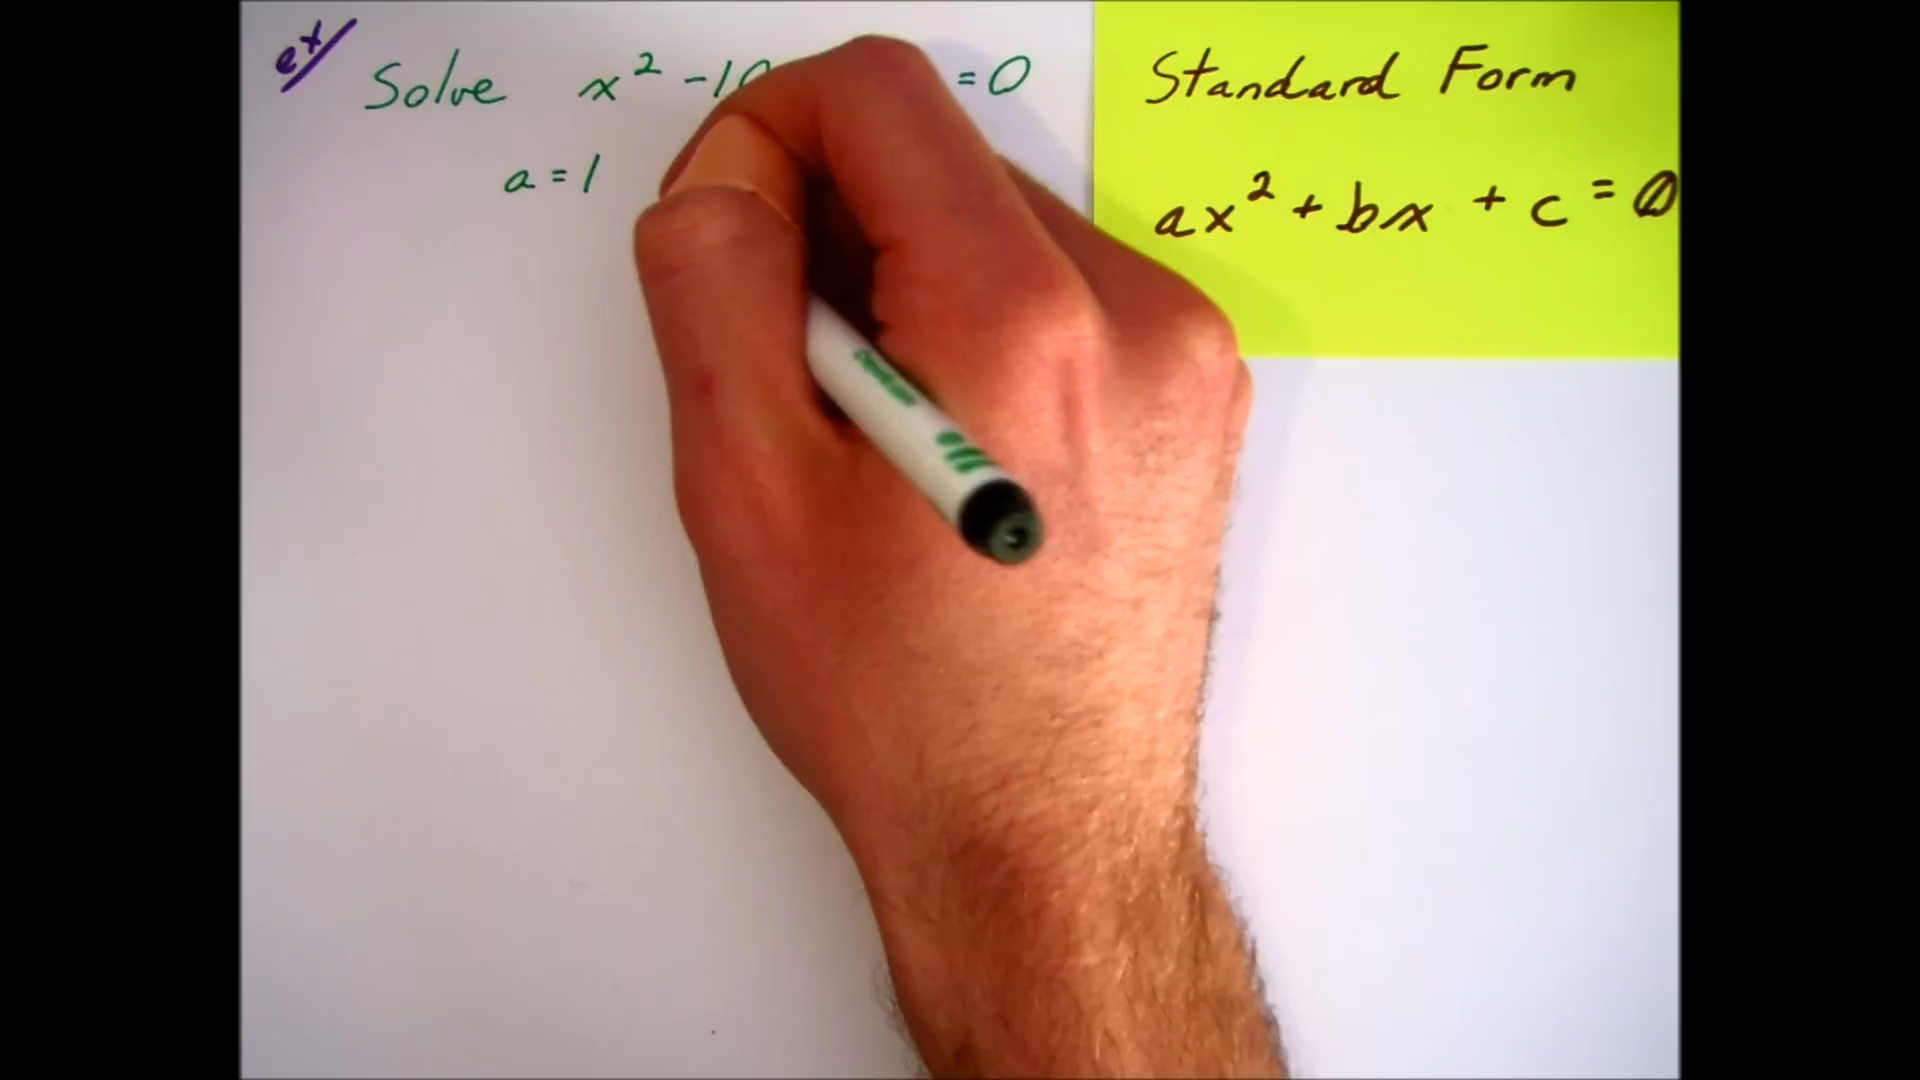 ex
Solve x² -10 =0
a=1
Standard Form
ax² + bx + c = 0